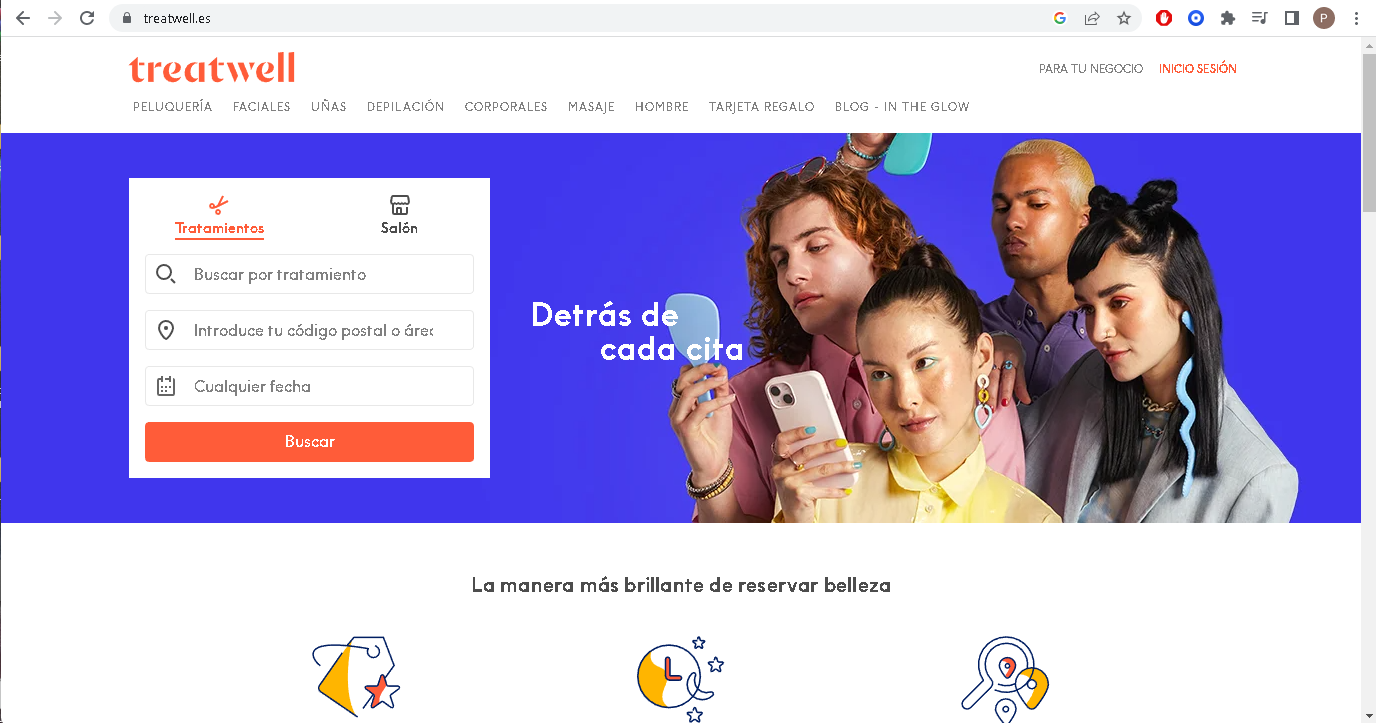 treatwell.es
P
treatwell
PARA TU NEGOCIO INICIO SESIÓN
PELUQUERÍA FACIALES UÑAS DEPILACIÓN CORPORALES MASAJE HOMBRE TARJETA REGALO BLOG - IN THE GLOW
Tratamientos
Salón
Buscar por tratamiento
Introduce tu código postal o árec
Cualquier fecha
Buscar
Detrás de
cada cita
La manera más brillante de reservar belleza